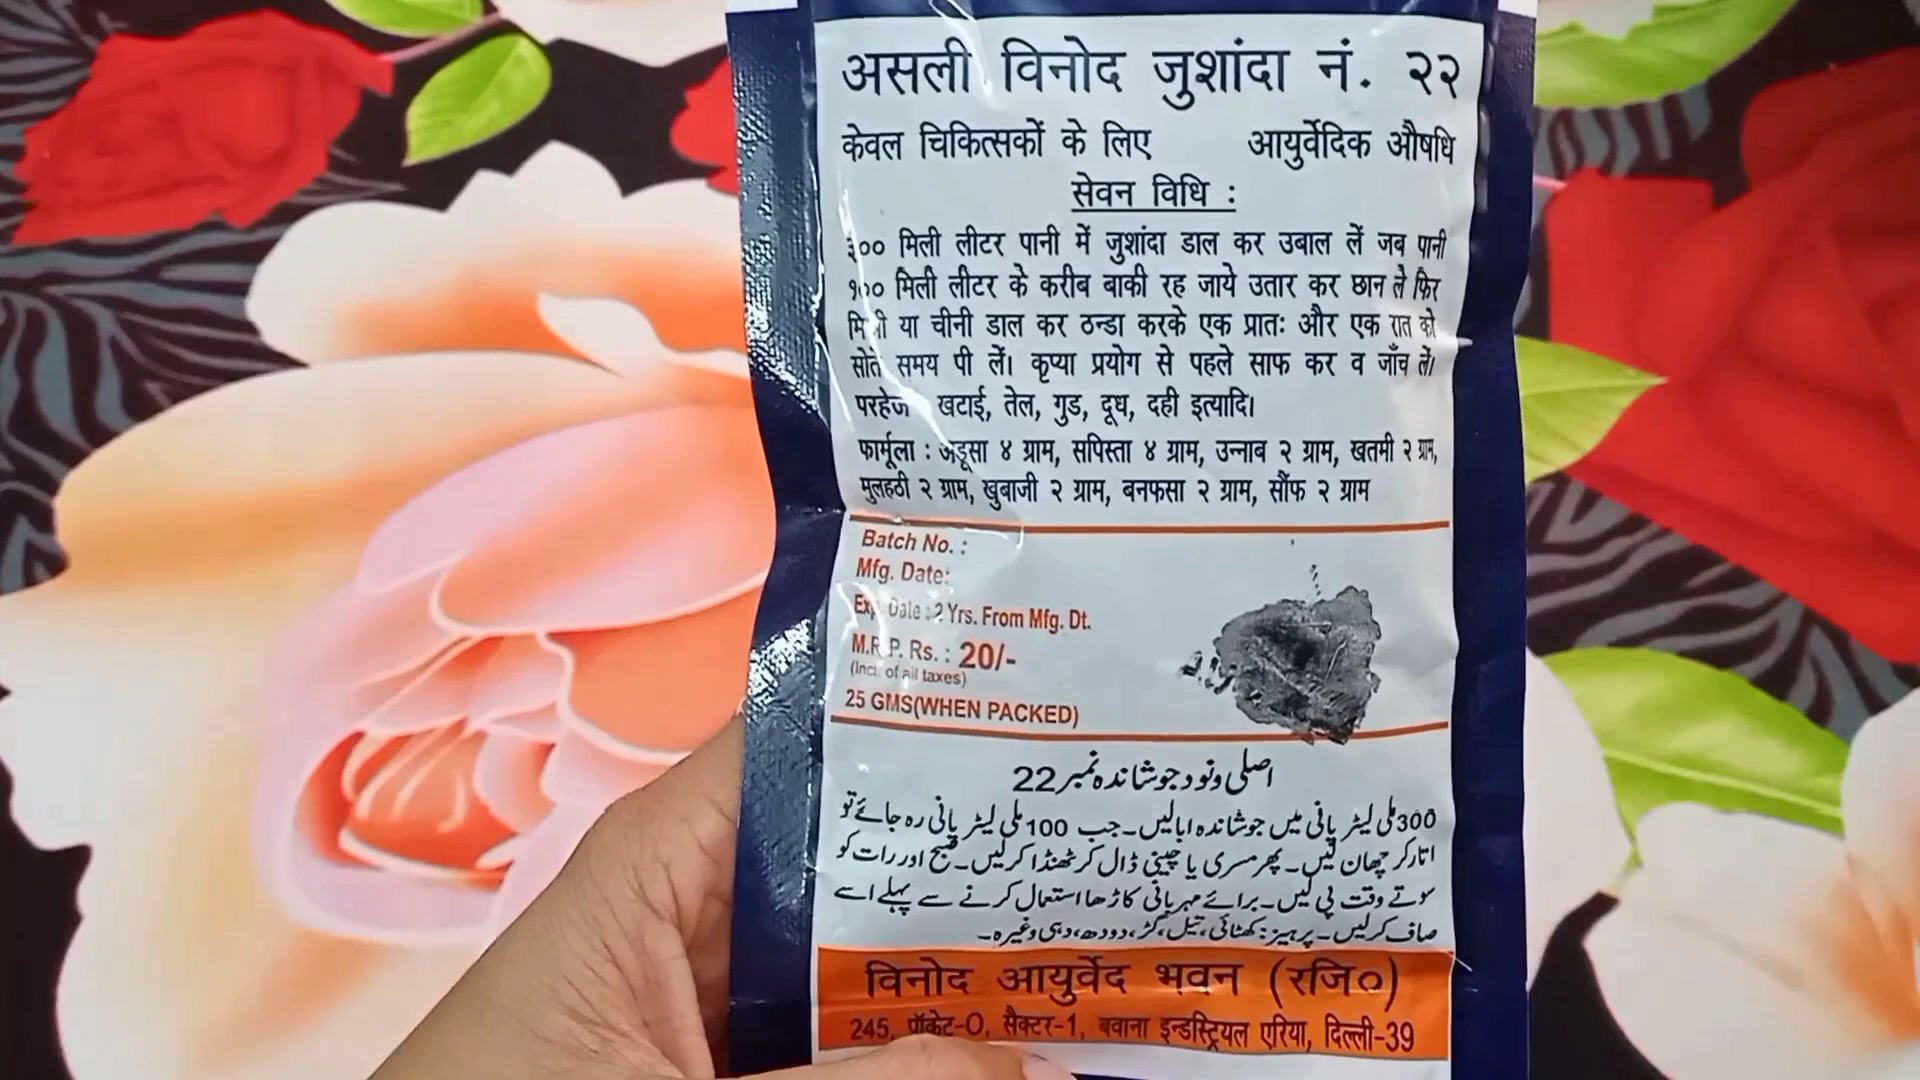 असली विनोद जुशांदा नं. २२
केवल चिकित्सकों के लिए आयुर्वेदिक औषधि
सेवन विधि :
३०० मिली लीटर पानी में जुशांदा डाल कर उबाल लें जब पानी
१०० मिली लीटर के करीब बाकी रह जाये उतार कर छान ले फिर
मिश्री या चीनी डाल कर ठन्डा करके एक प्रातः और एक रात को
सोते समय पी लें। कृप्या प्रयोग से पहले साफ कर व जाँच लें।
परहेज खटाई, तेल, गुड, दूध, दही इत्यादि।
फार्मूला : अडूसा ४ ग्राम, सपिस्ता ४ ग्राम, उन्नाब २ ग्राम, खतमी २ ग्राम,
मुलहठी २ ग्राम, खुबाजी २ ग्राम, बनफसा २ ग्राम, सौंफ २ ग्राम
Batch No. :
Mfg. Date:
Exp. Date : 2 Yrs. From Mfg. Dt.
M.R.P. Rs. : 20/-
(Incl. of all taxes)
25 GMS(WHEN PACKED)
اصلی ونود جوشاندہ نمبر 22
300 ملی لیٹر پانی میں جوشاندہ ابالیں۔ جب 100 ملی لیٹر پانی رہ جائے تو
اتار کر چھان لیں۔ پھر مسری یا چینی ڈال کر ٹھنڈا کرلیں۔ صبح اور رات کو
سوتے وقت پی لیں۔ برائے مہربانی کاڑھا استعمال کرنے سے پہلے اسے
صاف کرلیں۔ پرہیز: کھٹائی، تیل، گڑ، دودھ، دہی وغیرہ۔
विनोद आयुर्वेद भवन (रजि०)
245, पॉकेट-O, सैक्टर-1, बवाना इन्डस्ट्रियल एरिया, दिल्ली-39